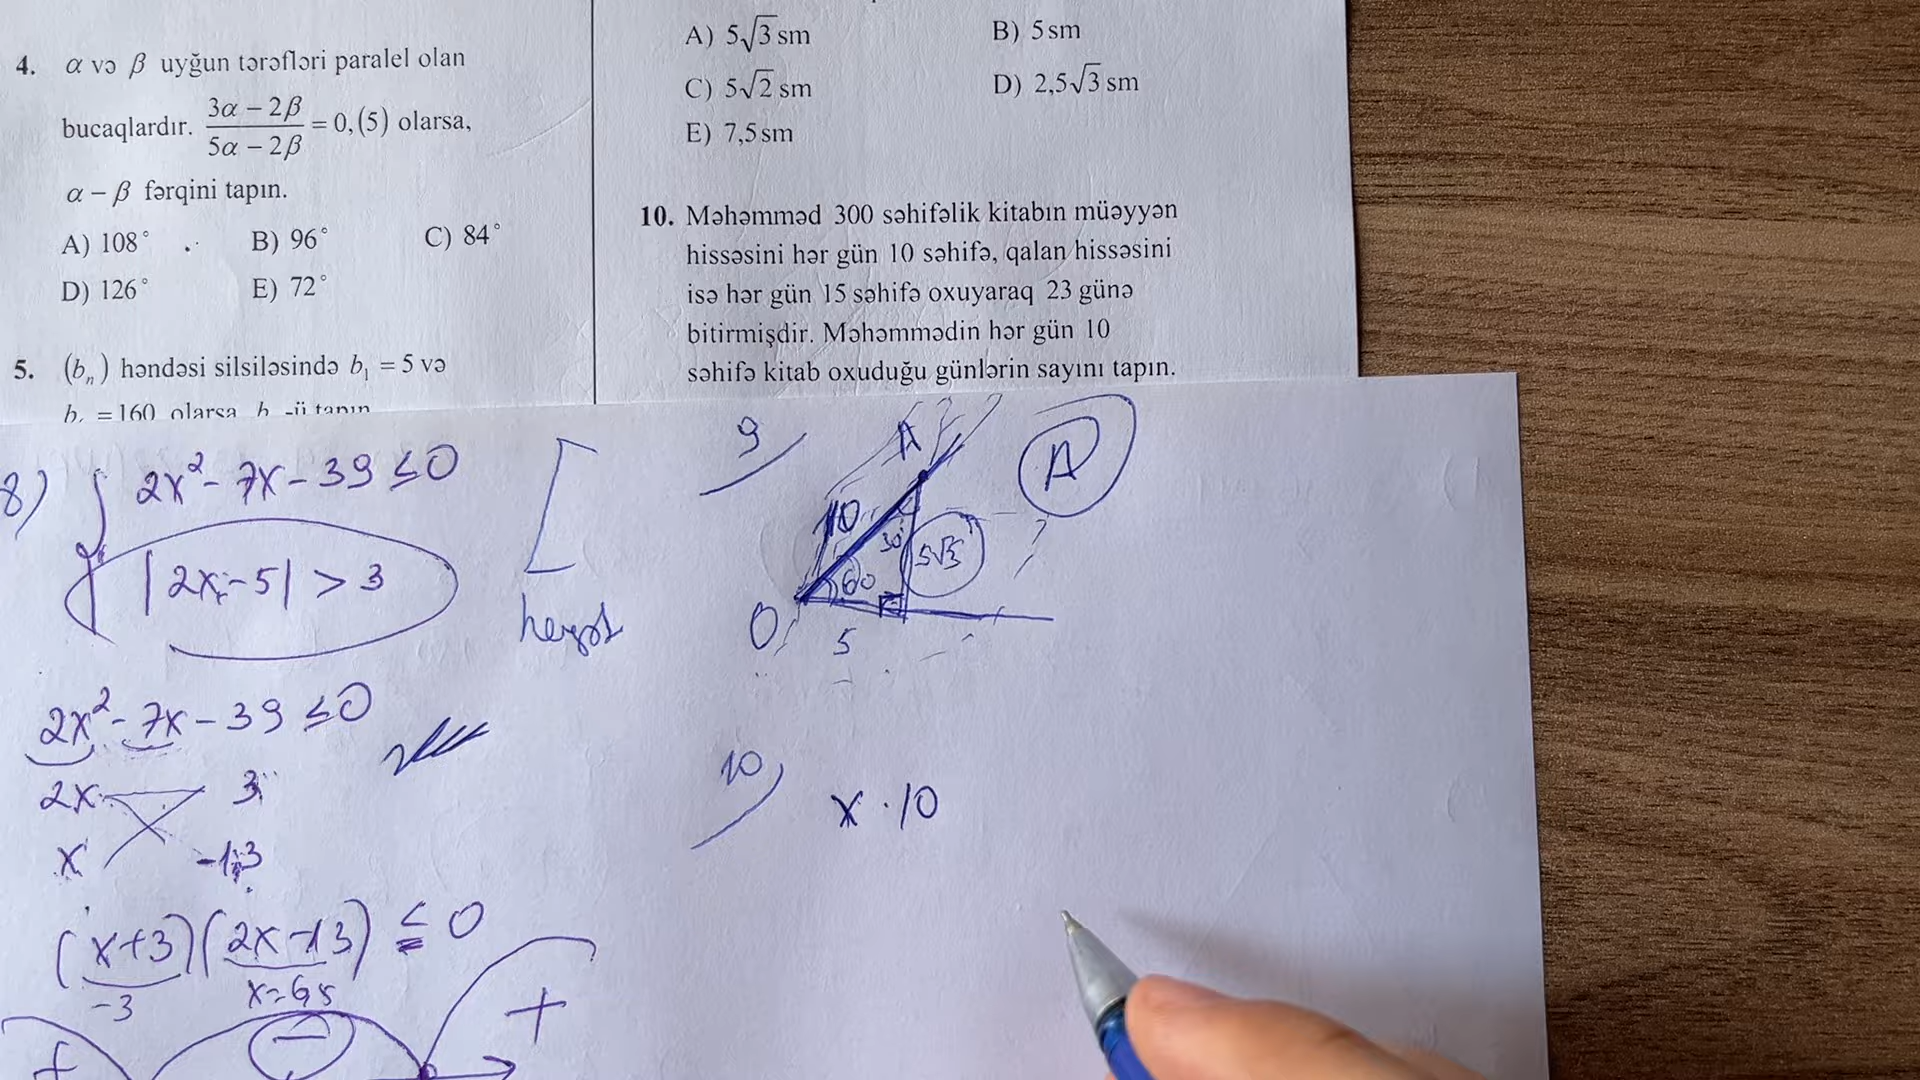 4. α və β uyğun tərəfləri paralel olan
bucaqlardır. (3α − 2β)/(5α − 2β) = 0,(5) olarsa,
α − β fərqini tapın.
A) 108° B) 96° C) 84°
D) 126° E) 72°
5. (bₙ) həndəsi silsiləsində b₁ = 5 və
= 160 olarsa
A) 5√3 sm B) 5 sm
C) 5√2 sm D) 2,5√3 sm
E) 7,5 sm
10. Məhəmməd 300 səhifəlik kitabın müəyyən
hissəsini hər gün 10 səhifə, qalan hissəsini
isə hər gün 15 səhifə oxuyaraq 23 günə
bitirmişdir. Məhəmmədin hər gün 10
səhifə kitab oxuduğu günlərin sayını tapın.
8) 2x² - 7x - 39 ≤ 0
|2x - 5| > 3
2x² - 7x - 39 ≤ 0
2x 3
x -13
(x+3)(2x-13) ≤ 0
-3
+
−
+
9
A
A
10
30°
5√3
60
O
5
10)
x · 10